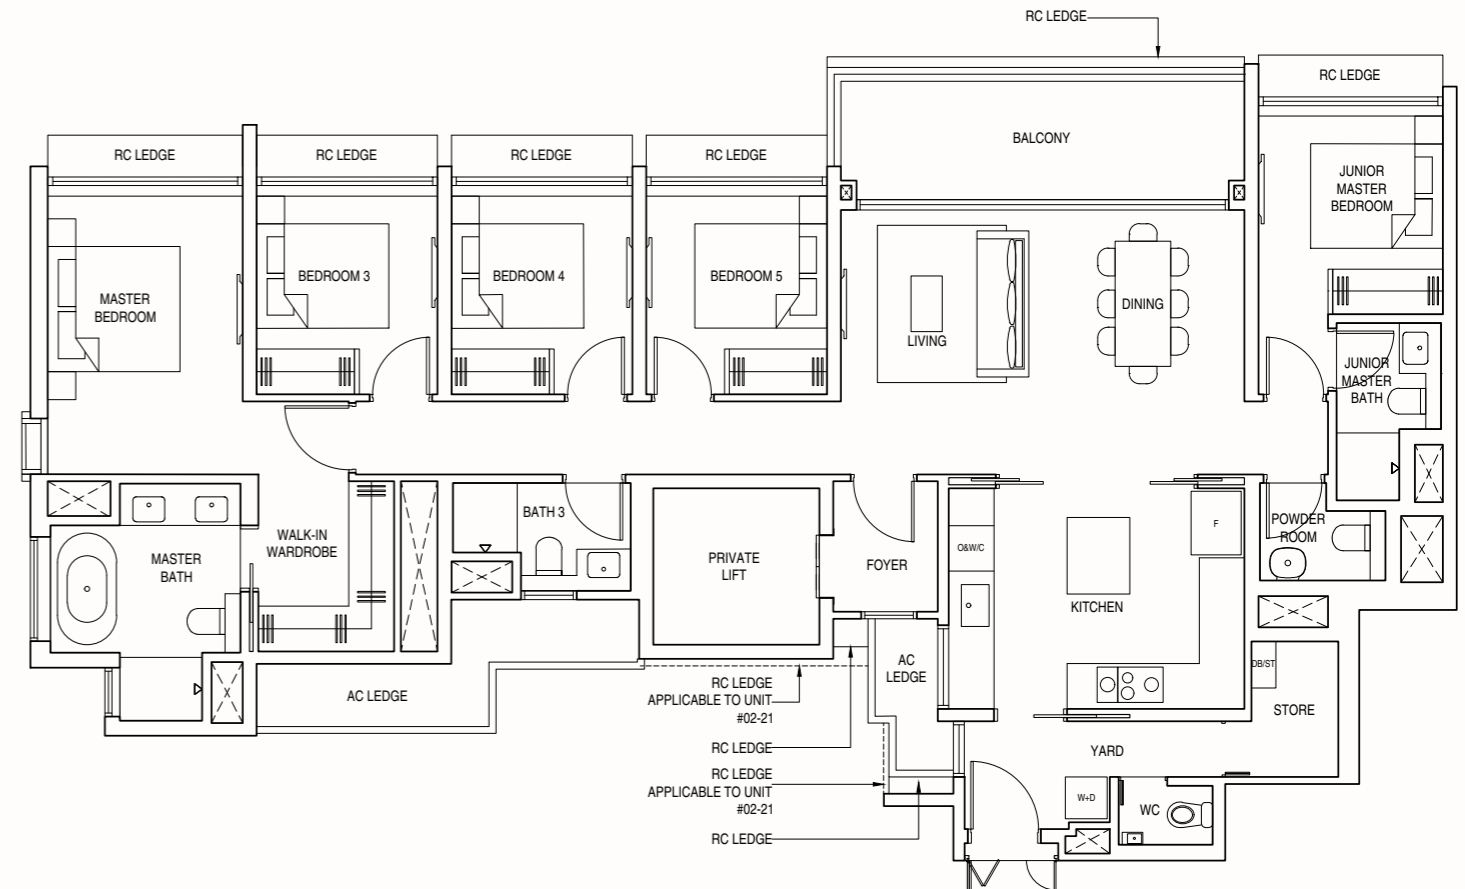 RC LEDGE
RC LEDGE
BALCONY
RC LEDGE
RC LEDGE
RC LEDGE
RC LEDGE
JUNIOR
MASTER
BEDROOM
MASTER
BEDROOM
BEDROOM 3
BEDROOM 4
BEDROOM 5
LIVING
DINING
JUNIOR
MASTER
BATH
MASTER
BATH
WALK-IN
WARDROBE
BATH 3
PRIVATE
LIFT
FOYER
O&W/C
F
KITCHEN
POWDER
ROOM
AC LEDGE
AC
LEDGE
DB/ST
STORE
RC LEDGE
APPLICABLE TO UNIT
#02-21
RC LEDGE
RC LEDGE
APPLICABLE TO UNIT
#02-21
RC LEDGE
YARD
W+D
WC